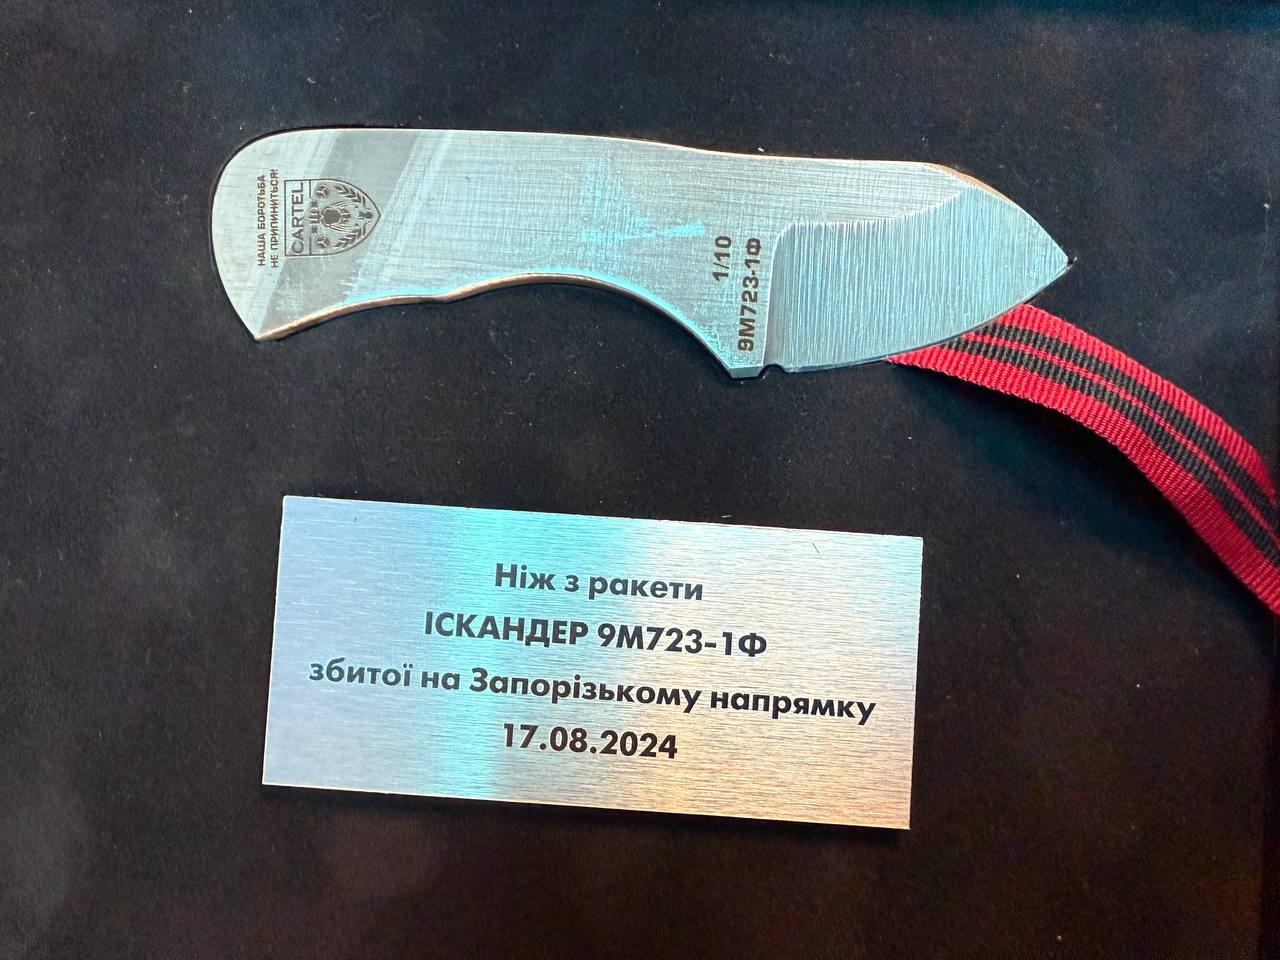 НАША БОРОТЬБА
НЕ ПРИПИНИТЬСЯ!
CARTEL
1/10
9М723-1Ф
Ніж з ракети
ІСКАНДЕР 9М723-1Ф
збитої на Запорізькому напрямку
17.08.2024